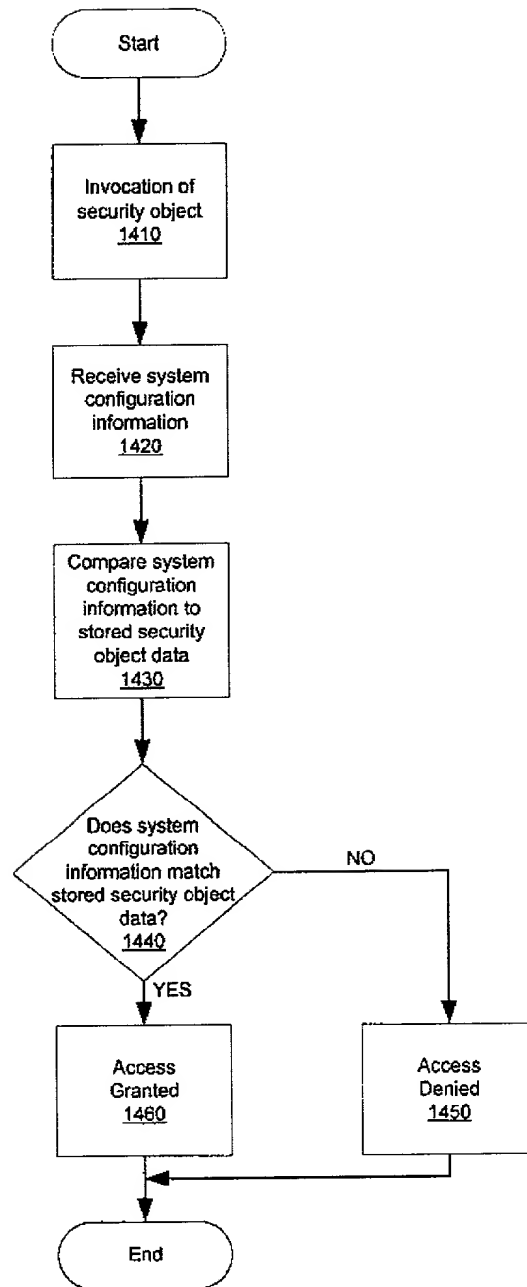 Start
Invocation of
security object
1410
Receive system
configuration
information
1420
Compare system
configuration
information to
stored security
object data
1430
Does system
configuration
information match
stored security object
data?
1440
NO
YES
Access
Granted
1460
Access
Denied
1450
End